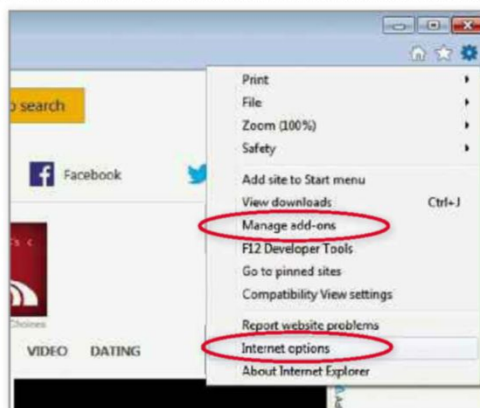 search
Facebook
Choices
VIDEO DATING
Print
File
Zoom (100%)
Safety
Add site to Start menu
View downloads Ctrl+J
Manage add-ons
F12 Developer Tools
Go to pinned sites
Compatibility View settings
Report website problems
Internet options
About Internet Explorer